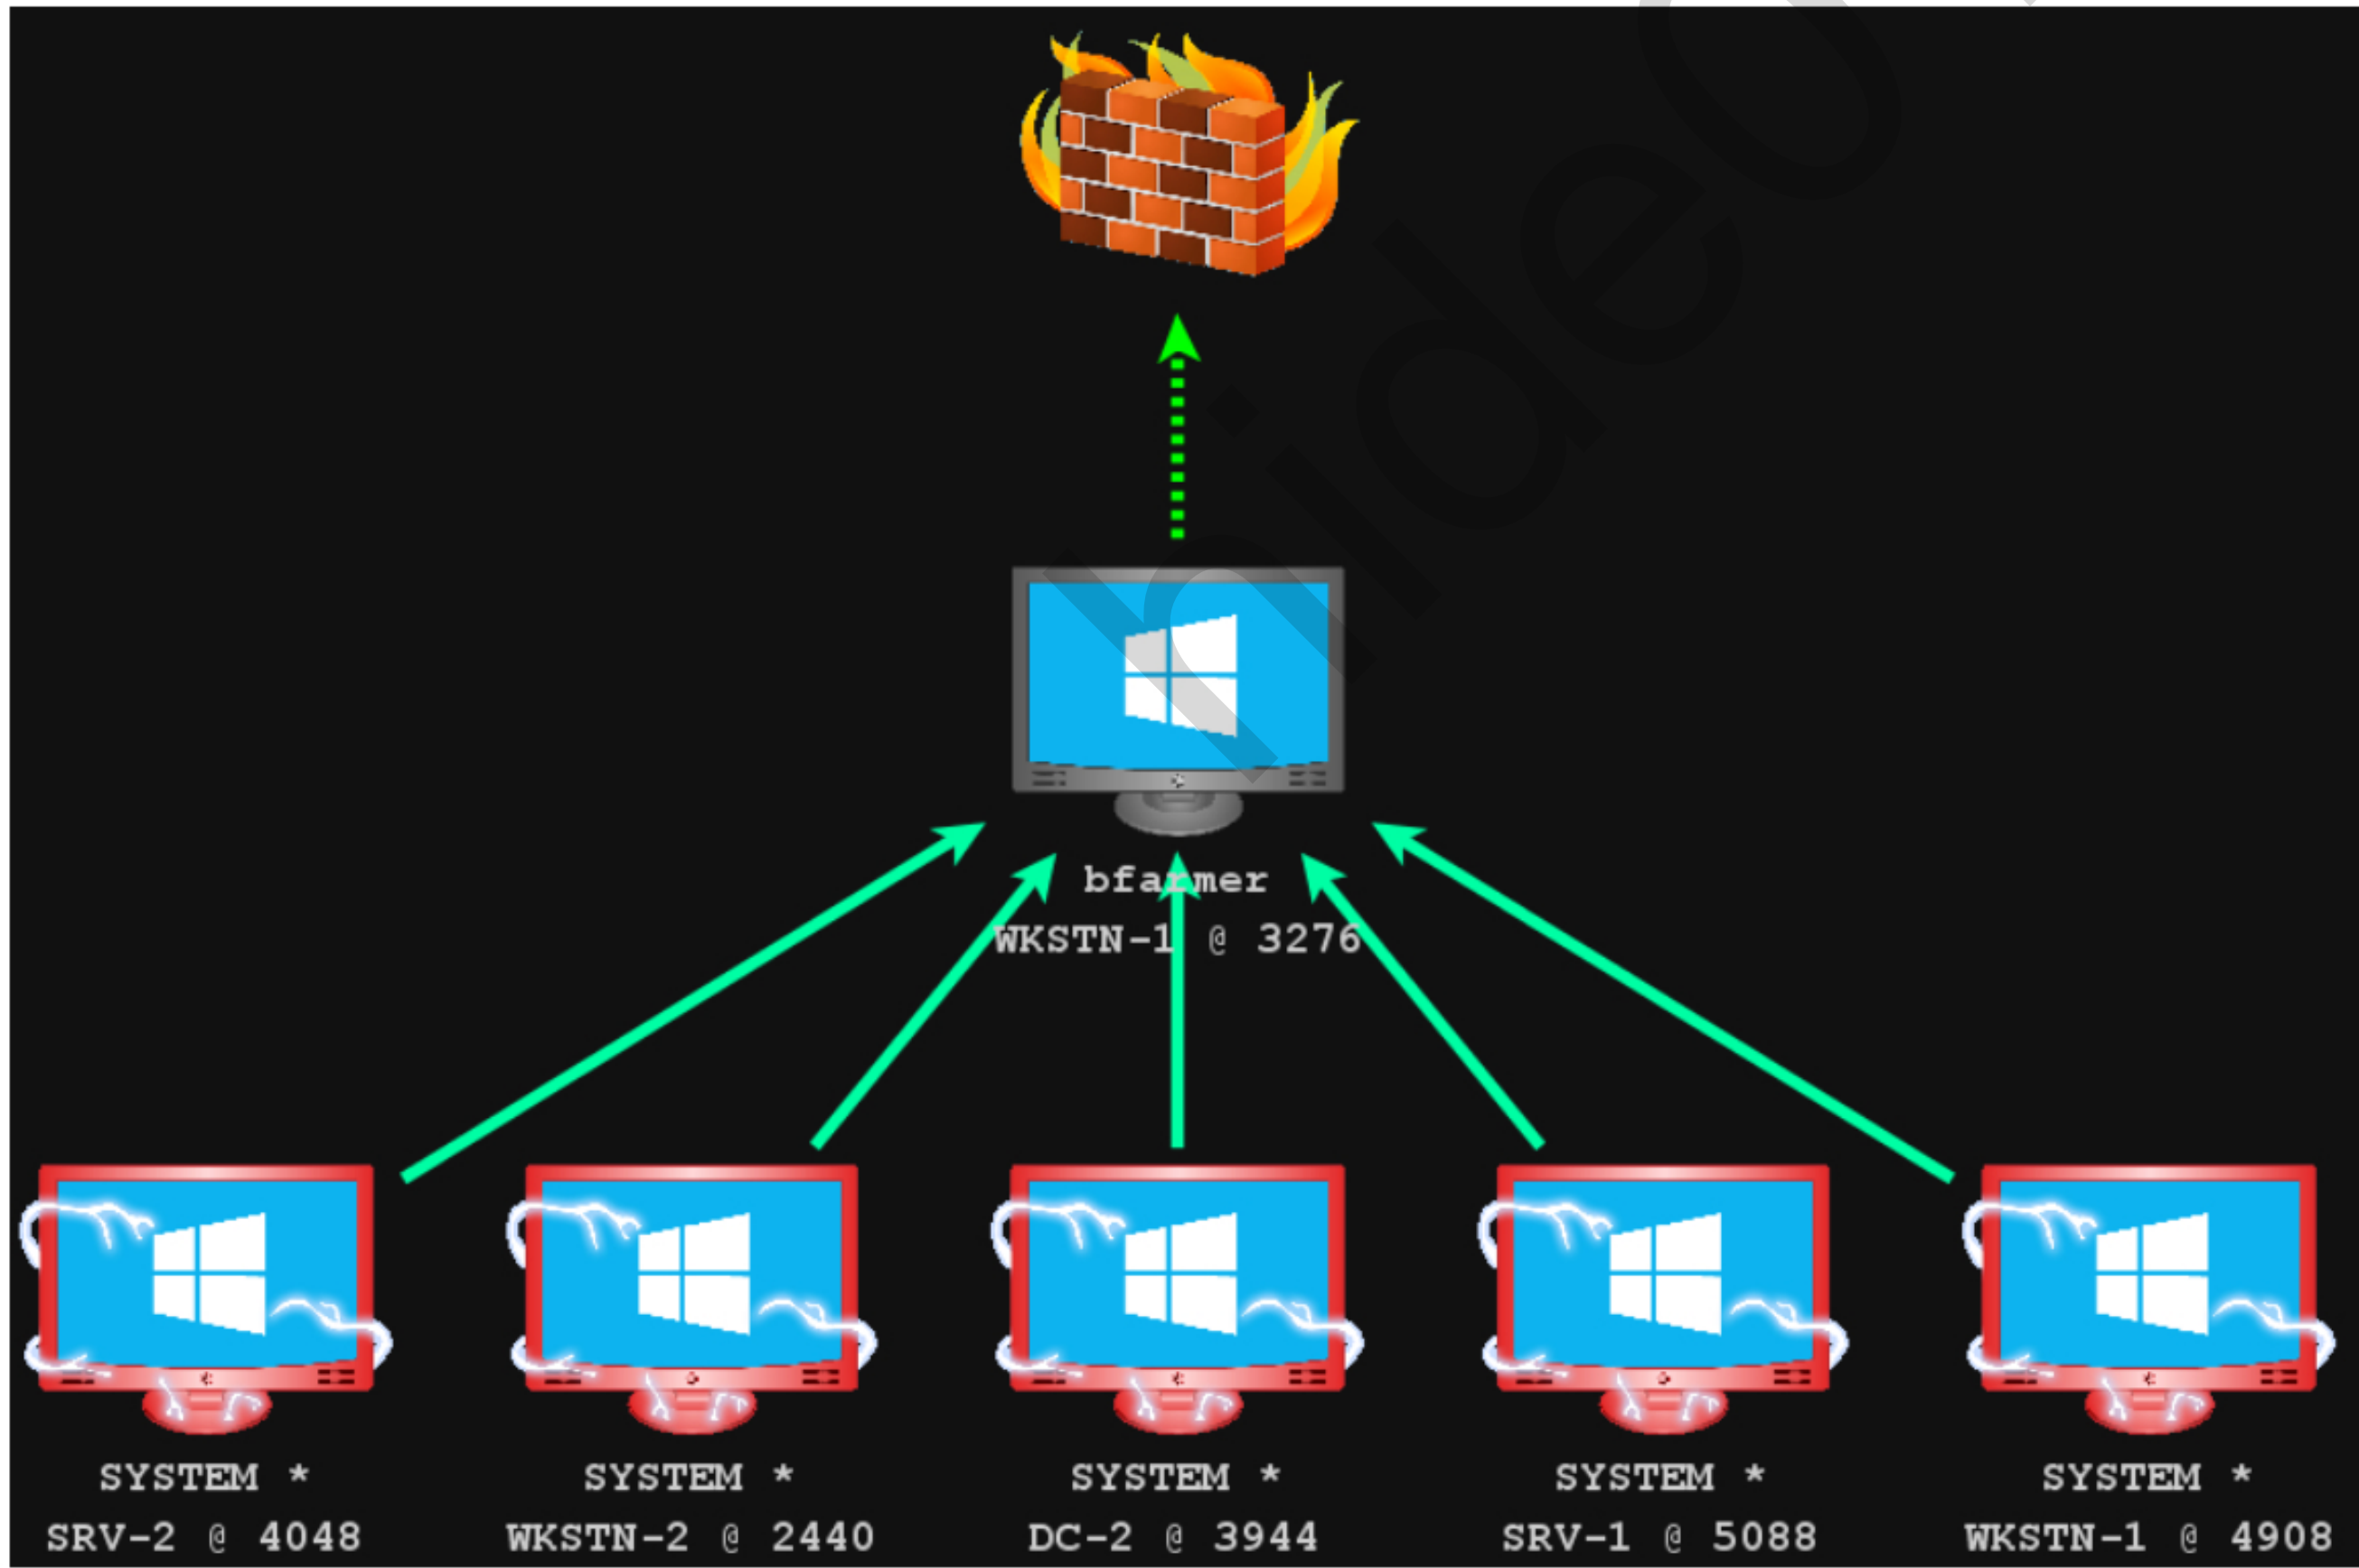 bfarmer
WKSTN-1 @ 3276
SYSTEM *
SRV-2 @ 4048
SYSTEM *
WKSTN-2 @ 2440
SYSTEM *
DC-2 @ 3944
SYSTEM *
SRV-1 @ 5088
SYSTEM *
WKSTN-1 @ 4908